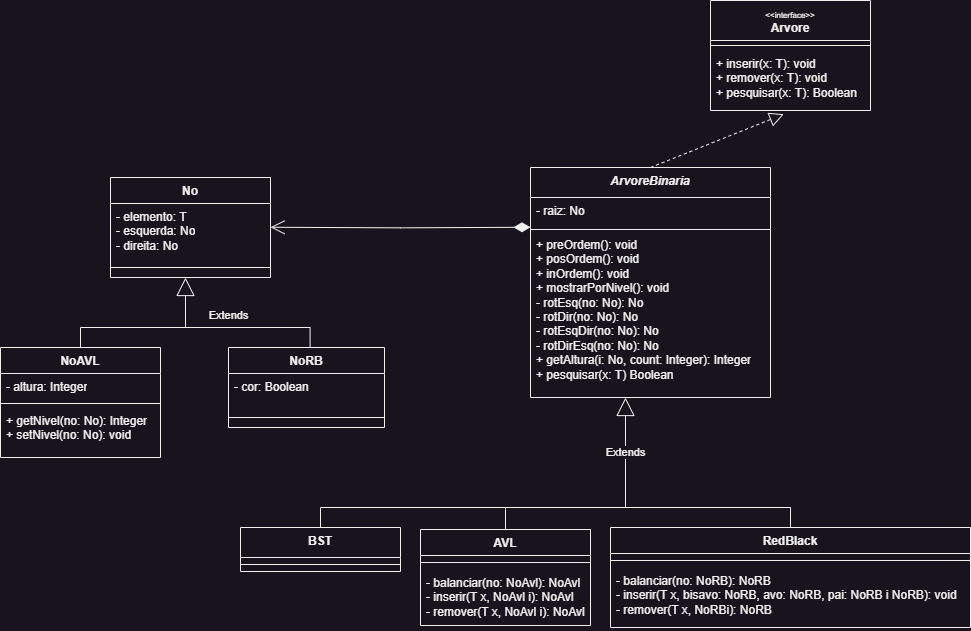 <<interface>>
Arvore
+ inserir(x: T): void
+ remover(x: T): void
+ pesquisar(x: T): Boolean
No
- elemento: T
- esquerda: No
- direita: No
ArvoreBinaria
- raiz: No
+ preOrdem(): void
+ posOrdem(): void
+ inOrdem(): void
+ mostrarPorNivel(): void
- rotEsq(no: No): No
- rotDir(no: No): No
- rotEsqDir(no: No): No
- rotDirEsq(no: No): No
+ getAltura(i: No, count: Integer): Integer
+ pesquisar(x: T) Boolean
Extends
NoAVL
- altura: Integer
+ getNivel(no: No): Integer
+ setNivel(no: No): void
NoRB
- cor: Boolean
Extends
BST
AVL
- balanciar(no: NoAvl): NoAvl
- inserir(T x, NoAvl i): NoAvl
- remover(T x, NoAvl i): NoAvl
RedBlack
- balanciar(no: NoRB): NoRB
- inserir(T x, bisavo: NoRB, avo: NoRB, pai: NoRB i NoRB): void
- remover(T x, NoRBi): NoRB